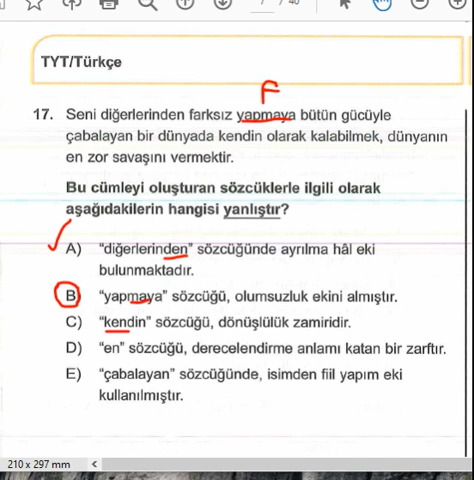 7 / 40
TYT/Türkçe
F
17. Seni diğerlerinden farksız yapmaya bütün gücüyle
çabalayan bir dünyada kendin olarak kalabilmek, dünyanın
en zor savaşını vermektir.
Bu cümleyi oluşturan sözcüklerle ilgili olarak
aşağıdakilerin hangisi yanlıştır?
A) "diğerlerinden" sözcüğünde ayrılma hâl eki
bulunmaktadır.
B) "yapmaya" sözcüğü, olumsuzluk ekini almıştır.
C) "kendin" sözcüğü, dönüşlülük zamiridir.
D) "en" sözcüğü, derecelendirme anlamı katan bir zarftır.
E) "çabalayan" sözcüğünde, isimden fiil yapım eki
kullanılmıştır.
210 x 297 mm